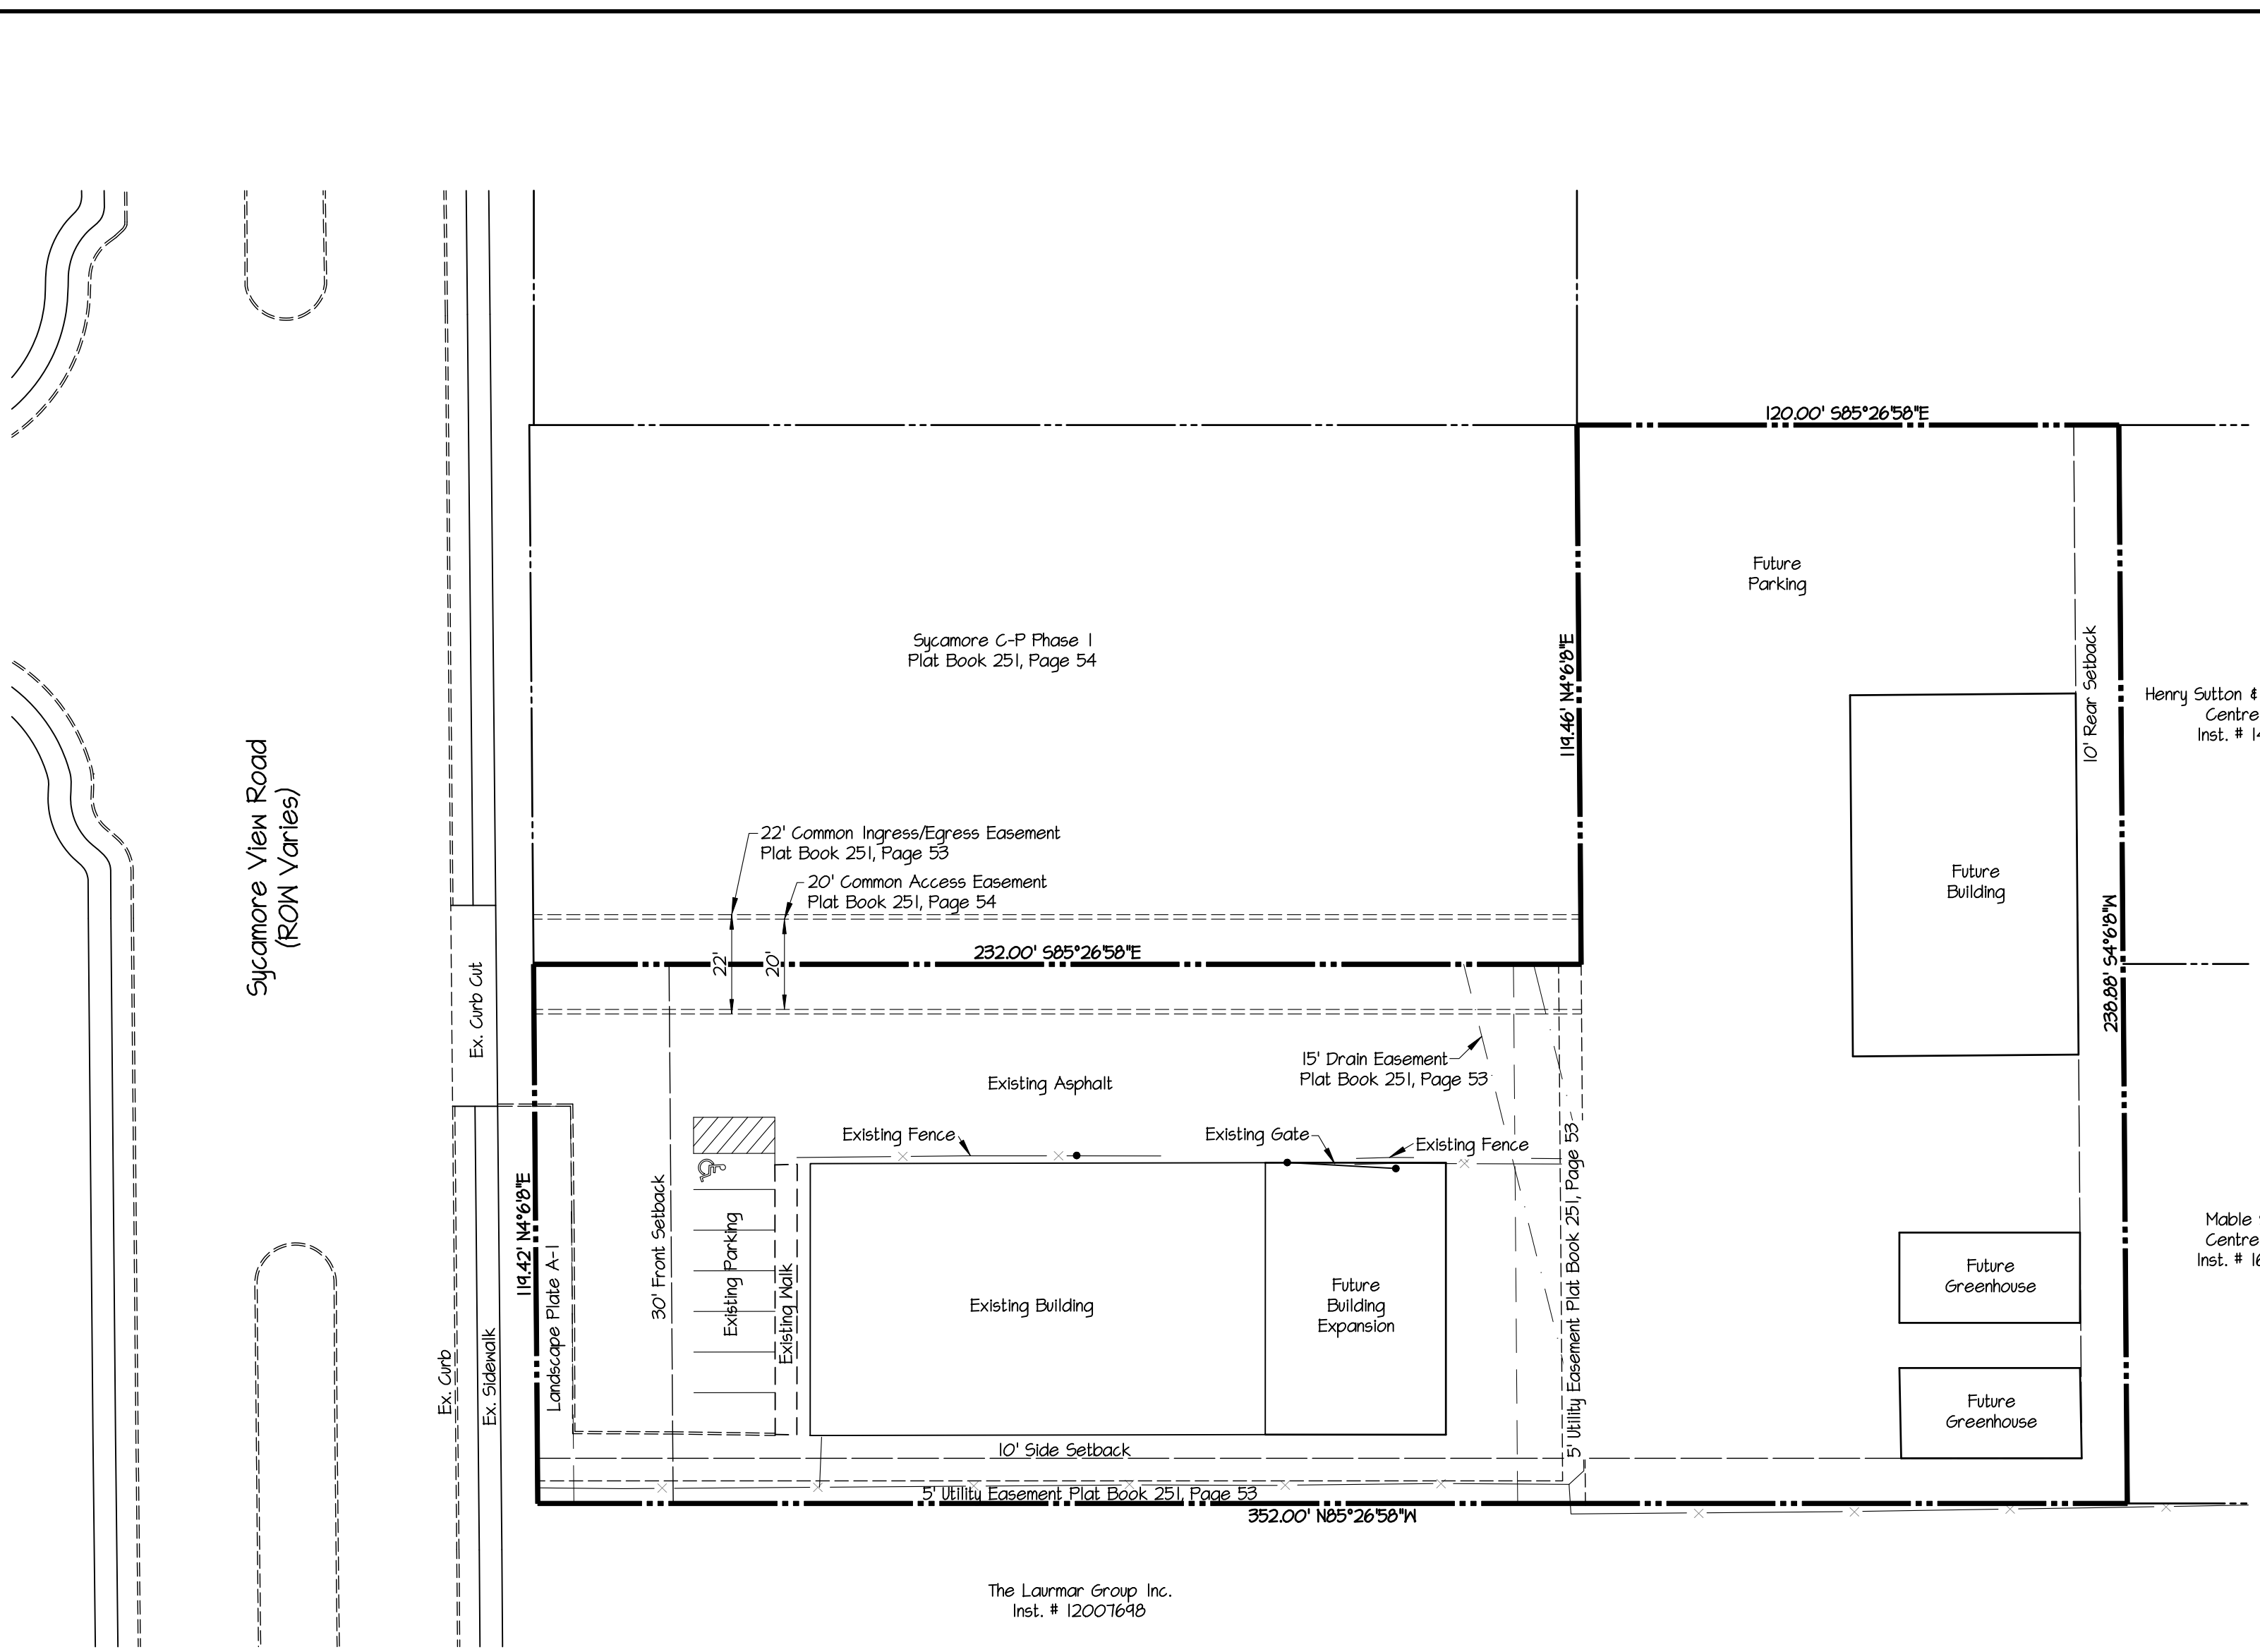 120.00' S85°26'58"E
Future
Parking
Sycamore C-P Phase 1
Plat Book 251, Page 54
119.46' N4°6'8"E
10' Rear Setback
Henry Sutton &
Centre
Inst. # 14
Sycamore View Road
(ROW Varies)
22' Common Ingress/Egress Easement
Plat Book 251, Page 53
20' Common Access Easement
Plat Book 251, Page 54
Future
Building
232.00' S85°26'58"E
22'
20'
238.88' S4°6'8"W
Ex. Curb Cut
15' Drain Easement
Plat Book 251, Page 53
Existing Asphalt
Existing Fence
Existing Gate
Existing Fence
119.42' N4°6'8"E
Landscape Plate A-1
30' Front Setback
Existing Parking
Existing Walk
Existing Building
Future
Building
Expansion
5' Utility Easement Plat Book 251, Page 53
Future
Greenhouse
Mable
Centre
Inst. # 16
Ex. Curb
Ex. Sidewalk
Future
Greenhouse
10' Side Setback
5' Utility Easement Plat Book 251, Page 53
352.00' N85°26'58"W
The Laurmar Group Inc.
Inst. # 12007698